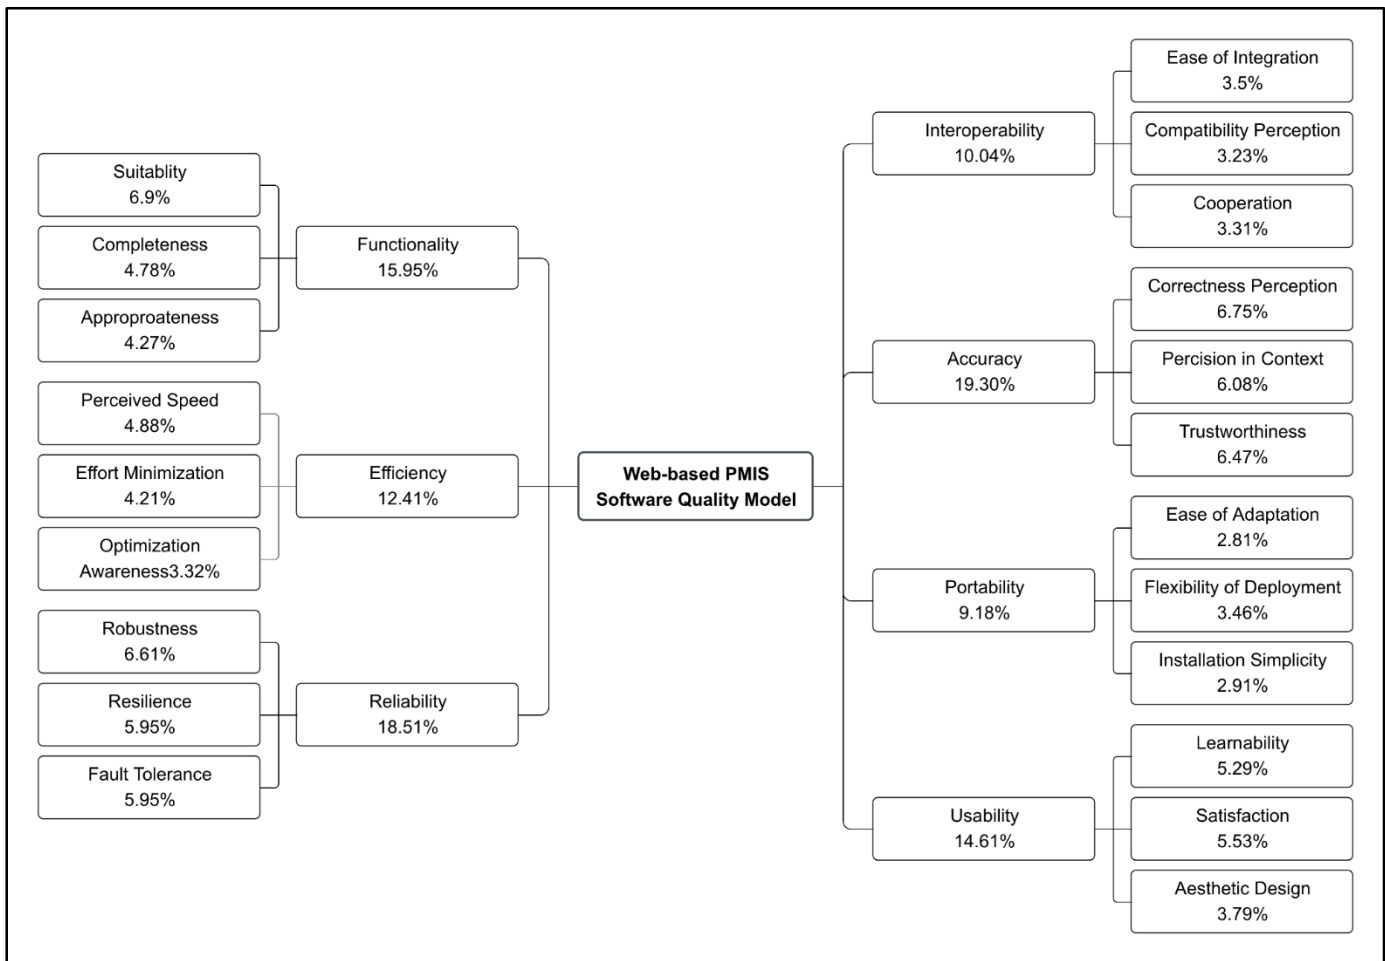 Suitablity
6.9%
Completeness
4.78%
Approproateness
4.27%
Functionality
15.95%
Perceived Speed
4.88%
Effort Minimization
4.21%
Optimization
Awareness3.32%
Efficiency
12.41%
Robustness
6.61%
Resilience
5.95%
Fault Tolerance
5.95%
Reliability
18.51%
Web-based PMIS
Software Quality Model
Interoperability
10.04%
Ease of Integration
3.5%
Compatibility Perception
3.23%
Cooperation
3.31%
Accuracy
19.30%
Correctness Perception
6.75%
Percision in Context
6.08%
Trustworthiness
6.47%
Portability
9.18%
Ease of Adaptation
2.81%
Flexibility of Deployment
3.46%
Installation Simplicity
2.91%
Usability
14.61%
Learnability
5.29%
Satisfaction
5.53%
Aesthetic Design
3.79%